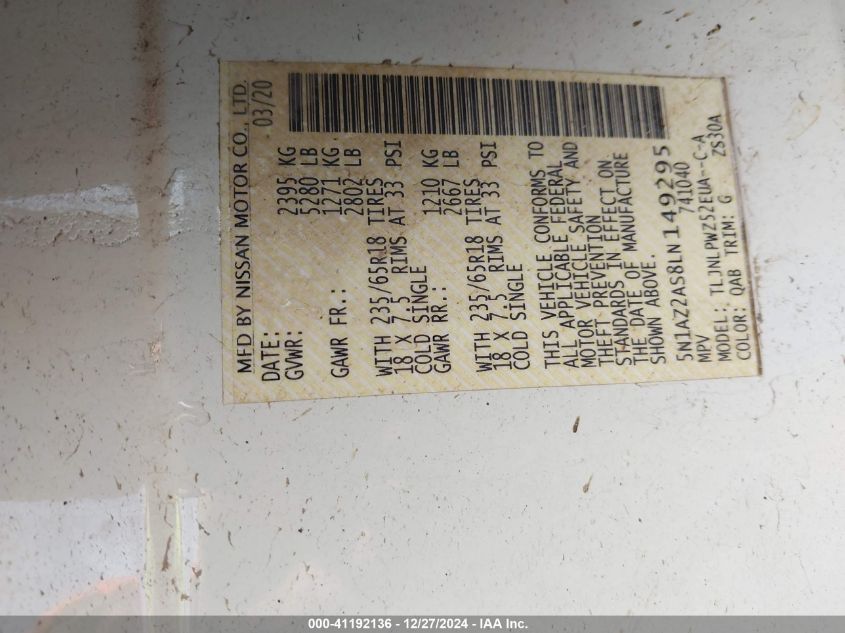 MFD BY NISSAN MOTOR CO., LTD.
DATE: 03/20
GVWR: 2395 KG
5280 LB
GAWR FR.: 1271 KG.
2802 LB
WITH 235/65R18 TIRES
18 X 7.5 RIMS AT 33 PSI
COLD SINGLE
GAWR RR.: 1210 KG
2667 LB
WITH 235/65R18 TIRES
18 X 7.5 RIMS AT 33 PSI
COLD SINGLE
THIS VEHICLE CONFORMS TO
ALL APPLICABLE FEDERAL
MOTOR VEHICLE SAFETY AND
THEFT PREVENTION
STANDARDS IN EFFECT ON
THE DATE OF MANUFACTURE
SHOWN ABOVE.
5N1AZ2AS8LN149295
MPV 741040
MODEL: TLJNLPWZ52EUA--C-A
COLOR: QAB TRIM: G ZS30A
000-41192136 - 12/27/2024 - IAA Inc.